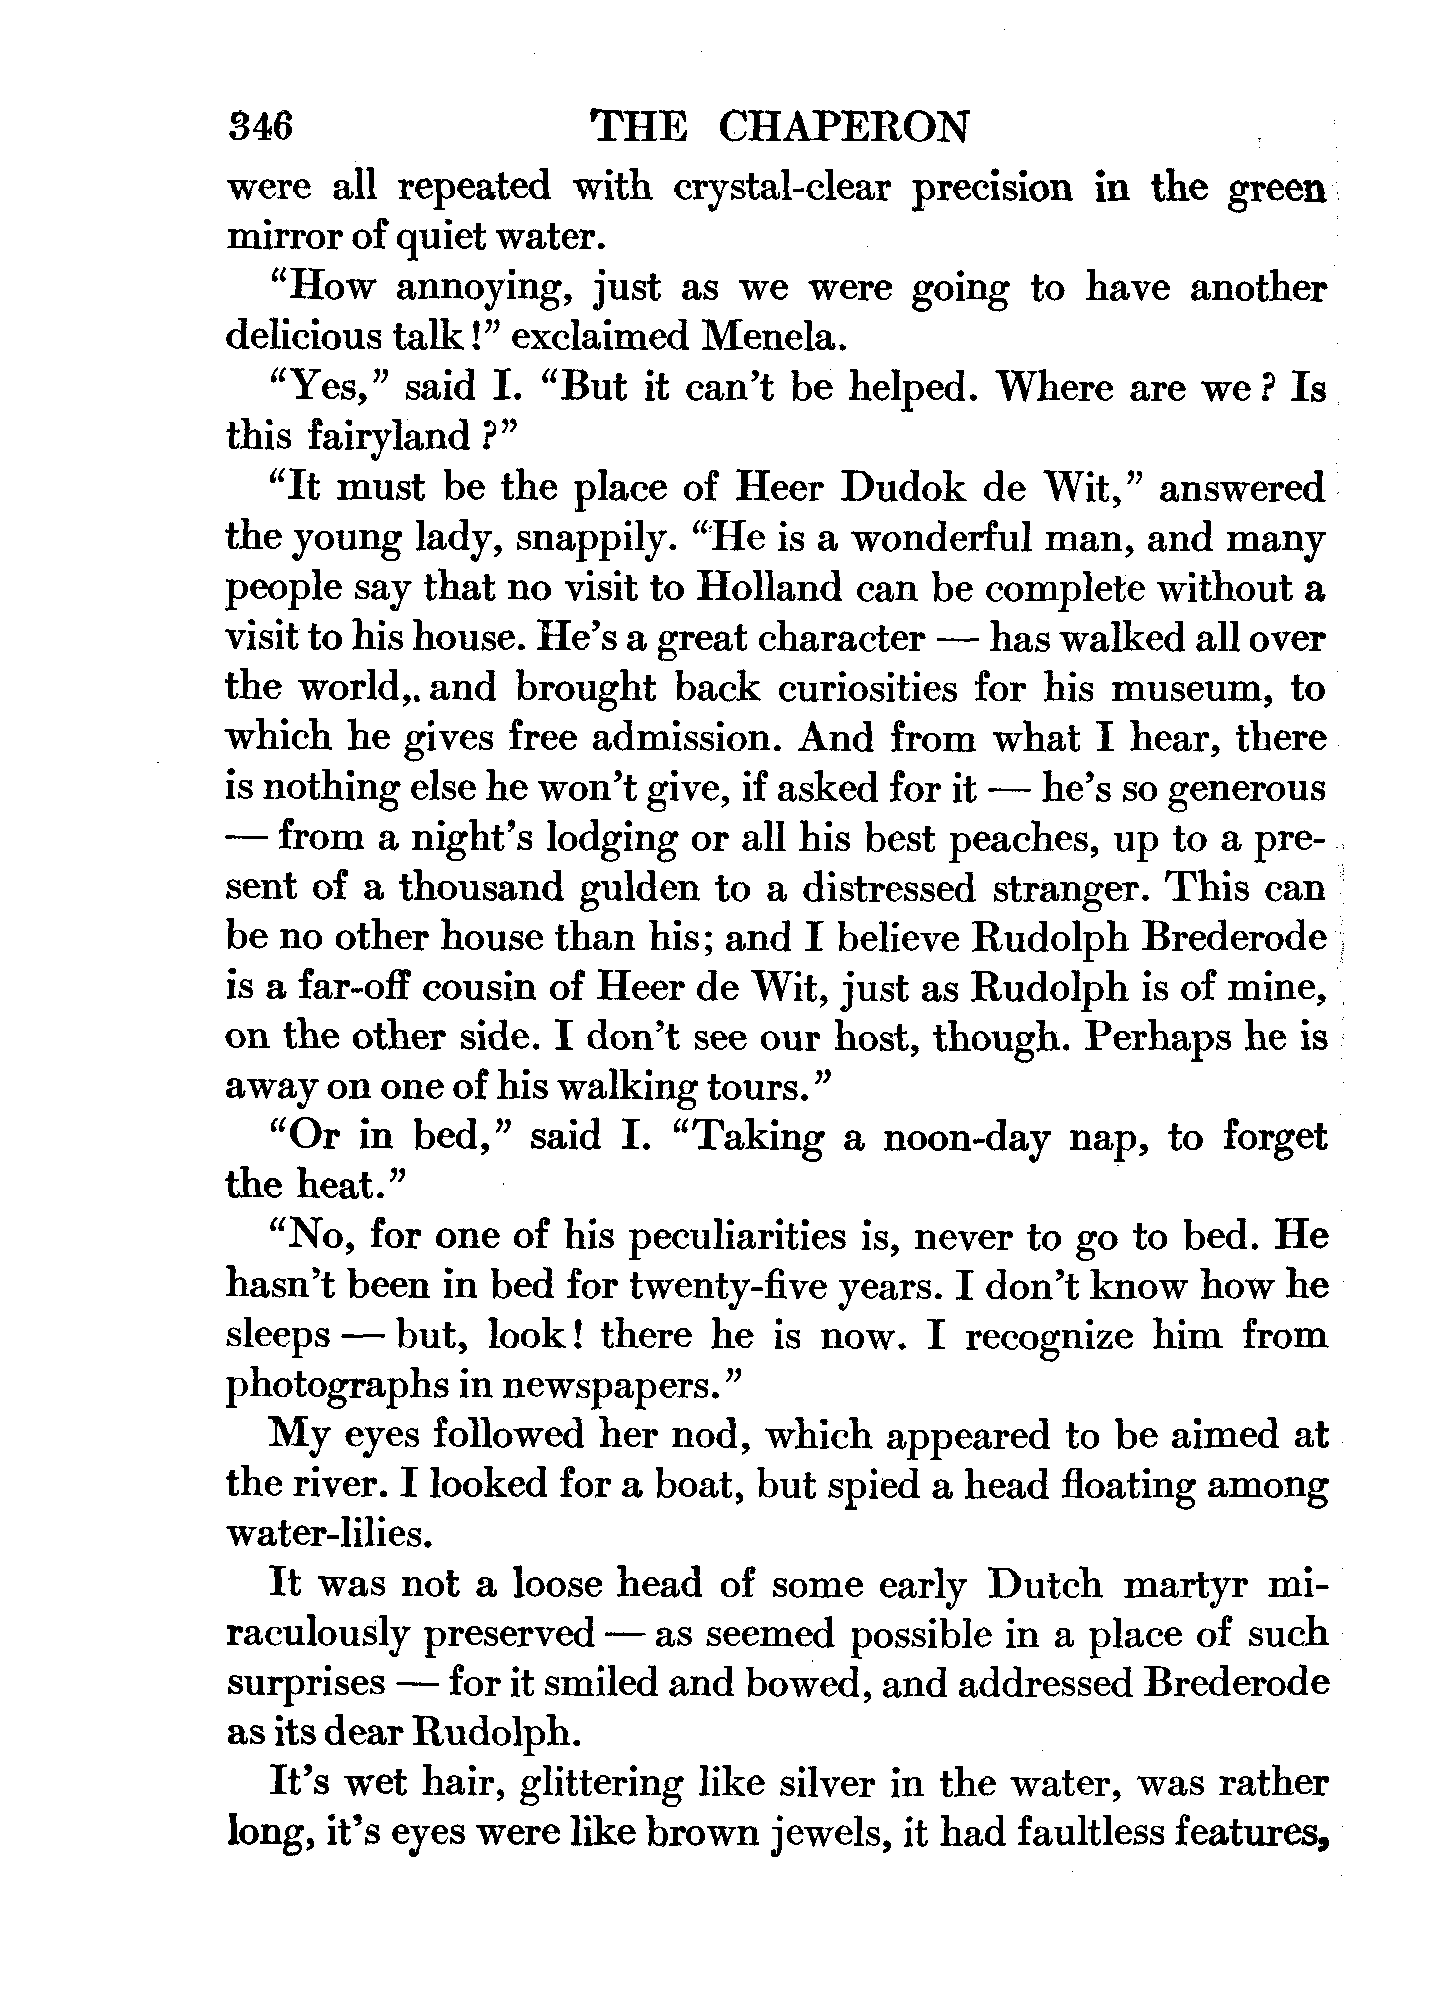 346 THE CHAPERON
were all repeated with crystal-clear precision in the green
mirror of quiet water.
"How annoying, just as we were going to have another
delicious talk!" exclaimed Menela.
"Yes," said I. "But it can't be helped. Where are we? Is
this fairyland?"
"It must be the place of Heer Dudok de Wit," answered
the young lady, snappily. "He is a wonderful man, and many
people say that no visit to Holland can be complete without a
visit to his house. He's a great character — has walked all over
the world,. and brought back curiosities for his museum, to
which he gives free admission. And from what I hear, there
is nothing else he won't give, if asked for it — he's so generous
— from a night's lodging or all his best peaches, up to a pre-
sent of a thousand gulden to a distressed stranger. This can
be no other house than his; and I believe Rudolph Brederode
is a far-off cousin of Heer de Wit, just as Rudolph is of mine,
on the other side. I don't see our host, though. Perhaps he is
away on one of his walking tours."
"Or in bed," said I. "Taking a noon-day nap, to forget
the heat."
"No, for one of his peculiarities is, never to go to bed. He
hasn't been in bed for twenty-five years. I don't know how he
sleeps — but, look! there he is now. I recognize him from
photographs in newspapers."
My eyes followed her nod, which appeared to be aimed at
the river. I looked for a boat, but spied a head floating among
water-lilies.
It was not a loose head of some early Dutch martyr mi-
raculously preserved — as seemed possible in a place of such
surprises — for it smiled and bowed, and addressed Brederode
as its dear Rudolph.
It's wet hair, glittering like silver in the water, was rather
long, it's eyes were like brown jewels, it had faultless features,